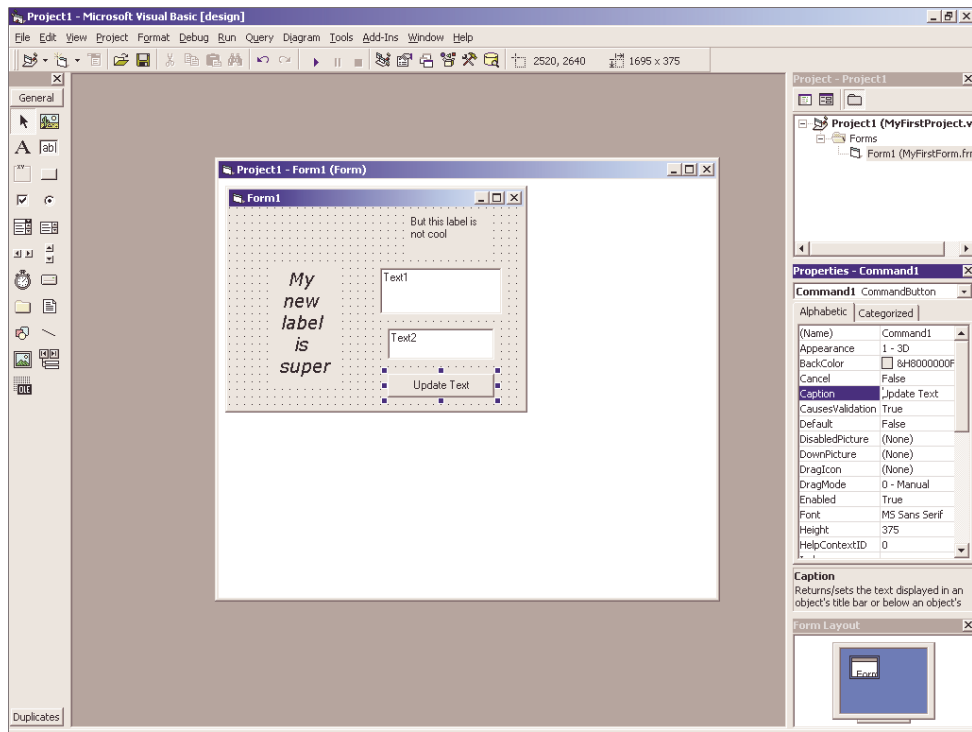 Project1 - Microsoft Visual Basic [design]
File Edit View Project Format Debug Run Query Diagram Tools Add-Ins Window Help
2520, 2640 1695 x 375
General
A ab|
OLE
Duplicates
Project1 - Form1 (Form)
Form1
But this label is
not cool
My
new
label
is
super
Text1
Text2
Update Text
Project - Project1
Project1 (MyFirstProject.v
Forms
Form1 (MyFirstForm.frr
Properties - Command1
Command1 CommandButton
Alphabetic Categorized
(Name) Command1
Appearance 1 - 3D
BackColor &H8000000F
Cancel False
Caption Update Text
CausesValidation True
Default False
DisabledPicture (None)
DownPicture (None)
DragIcon (None)
DragMode 0 - Manual
Enabled True
Font MS Sans Serif
Height 375
HelpContextID 0
Caption
Returns/sets the text displayed in an
object's title bar or below an object's
Form Layout
Form